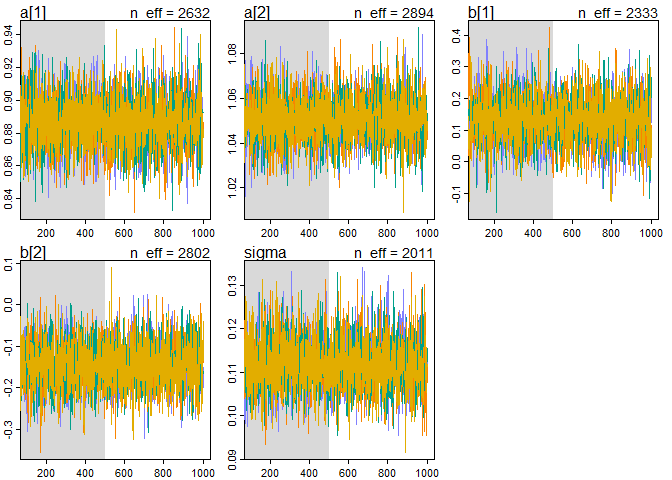 a[1] n_eff = 2632
0.84 0.86 0.88 0.90 0.92 0.94
200 400 600 800 1000
a[2] n_eff = 2894
1.02 1.04 1.06 1.08
200 400 600 800 1000
b[1] n_eff = 2333
-0.1 0.0 0.1 0.2 0.3 0.4
200 400 600 800 1000
b[2] n_eff = 2802
-0.3 -0.2 -0.1 0.0 0.1
200 400 600 800 1000
sigma n_eff = 2011
0.09 0.10 0.11 0.12 0.13
200 400 600 800 1000